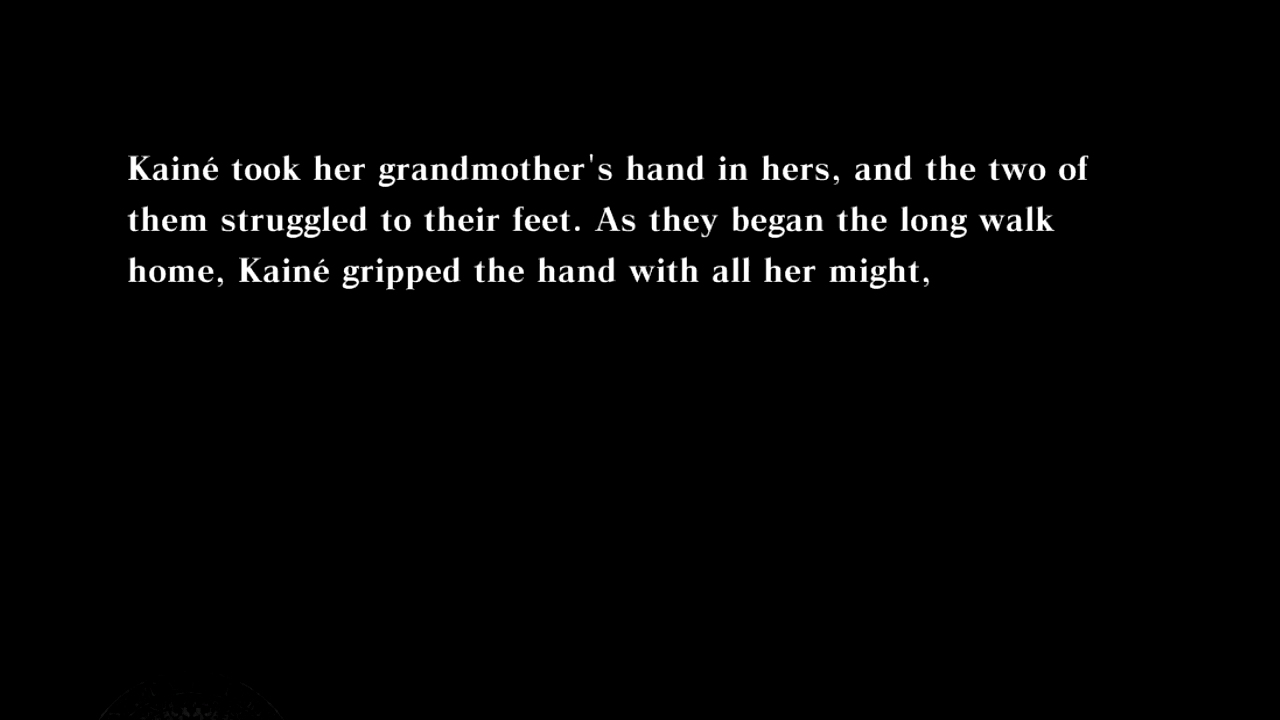 Kainé took her grandmother's hand in hers, and the two of
them struggled to their feet. As they began the long walk
home, Kainé gripped the hand with all her might,